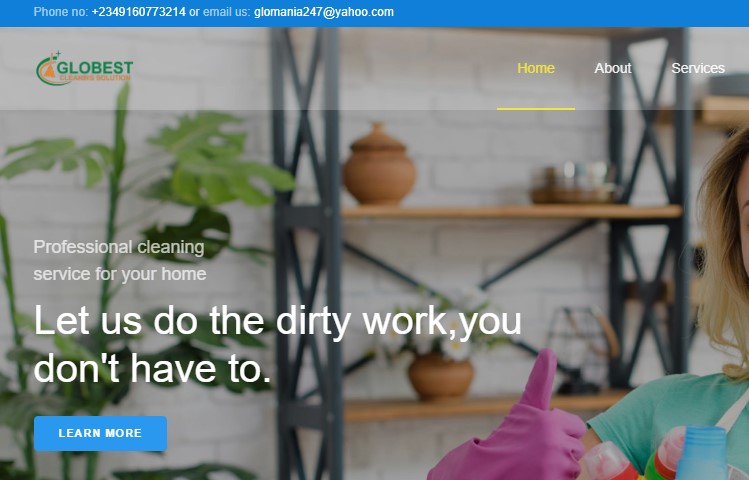 Phone no: +2349160773214 or email us: glomania247@yahoo.com
GLOBEST
CLEANING SOLUTION
Home About Services
Professional cleaning
service for your home
Let us do the dirty work,you
don't have to.
LEARN MORE